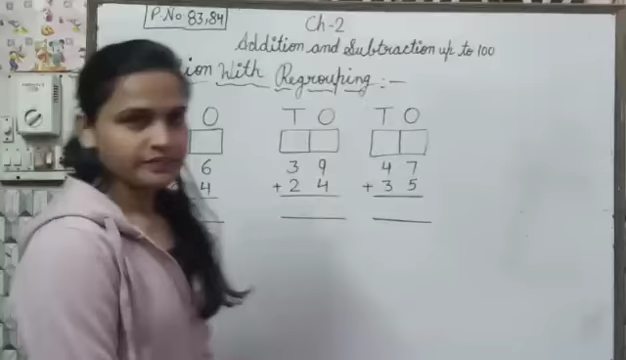 P.No 83,84
Ch-2
Addition and Subtraction up to 100
With Regrouping :-
O T O T O
6 3 9 4 7
4 + 2 4 + 3 5